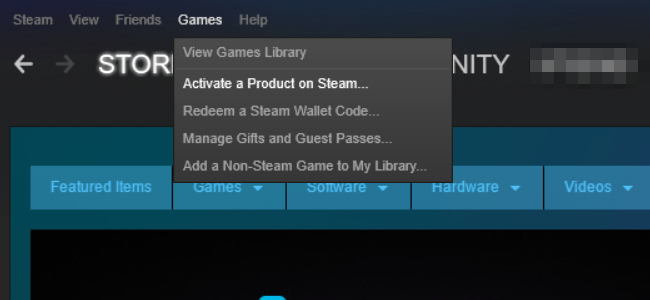 Steam View Friends Games Help
View Games Library
STOR NITY
Activate a Product on Steam...
Redeem a Steam Wallet Code...
Manage Gifts and Guest Passes...
Add a Non-Steam Game to My Library...
Featured Items Games Software Hardware Videos